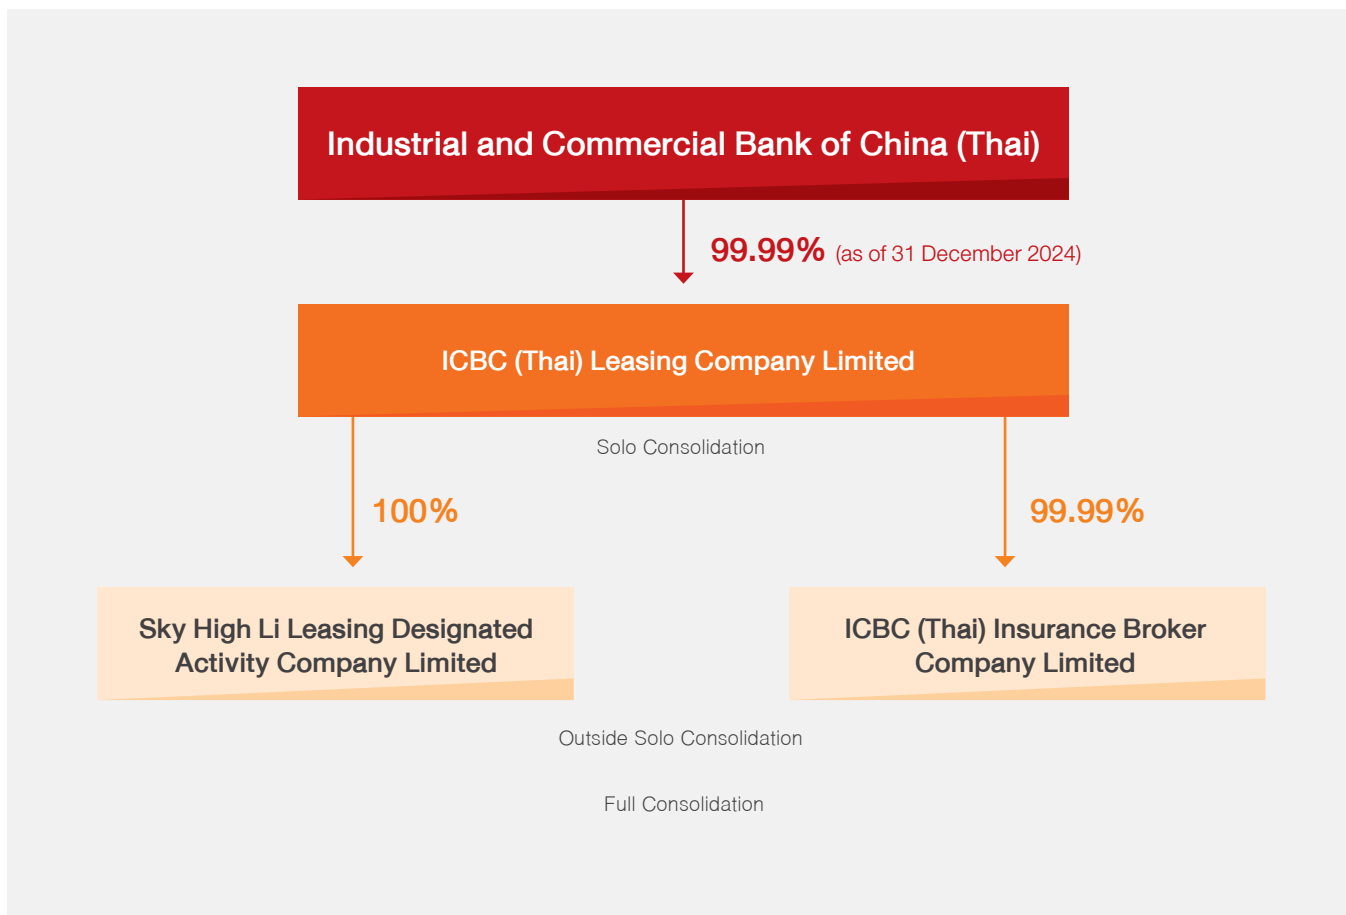 Industrial and Commercial Bank of China (Thai)
99.99% (as of 31 December 2024)
ICBC (Thai) Leasing Company Limited
Solo Consolidation
100%
99.99%
Sky High Li Leasing Designated
Activity Company Limited
ICBC (Thai) Insurance Broker
Company Limited
Outside Solo Consolidation
Full Consolidation